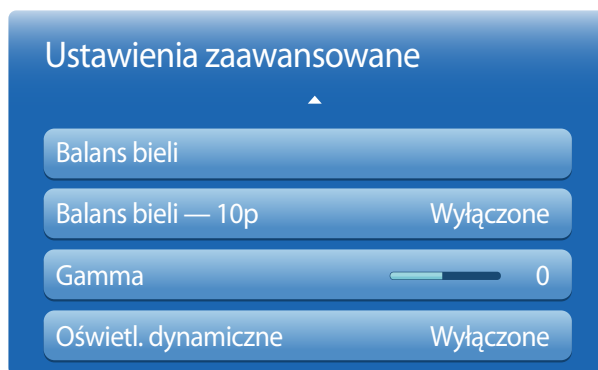 Ustawienia zaawansowane
Balans bieli
Balans bieli — 10p Wyłączone
Gamma 0
Oświetl. dynamiczne Wyłączone